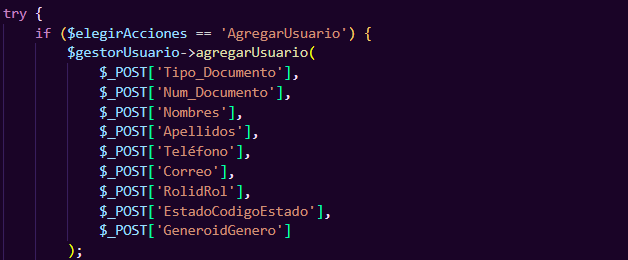 try {
    if ($elegirAcciones == 'AgregarUsuario') {
        $gestorUsuario->agregarUsuario(
            $_POST['Tipo_Documento'],
            $_POST['Num_Documento'],
            $_POST['Nombres'],
            $_POST['Apellidos'],
            $_POST['Teléfono'],
            $_POST['Correo'],
            $_POST['RolidRol'],
            $_POST['EstadoCodigoEstado'],
            $_POST['GeneroidGenero']
        );